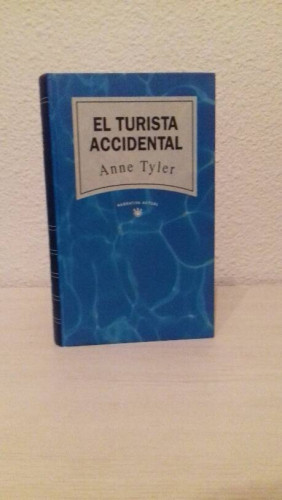 EL TURISTA
ACCIDENTAL
Anne Tyler